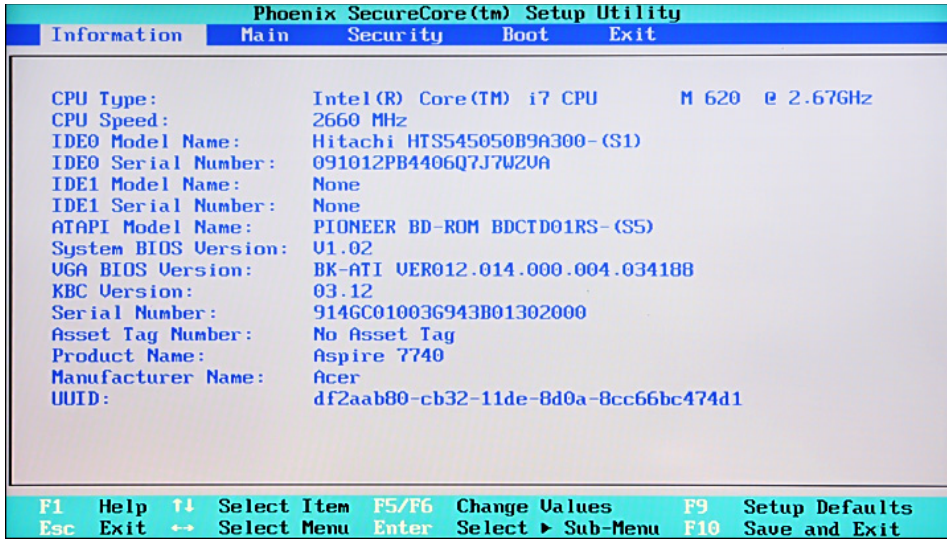 Phoenix SecureCore(tm) Setup Utility
Information Main Security Boot Exit
CPU Type: Intel(R) Core(TM) i7 CPU M 620 @ 2.67GHz
CPU Speed: 2660 MHz
IDE0 Model Name: Hitachi HTS545050B9A300-(S1)
IDE0 Serial Number: 091012PB4406Q7J7WZVA
IDE1 Model Name: None
IDE1 Serial Number: None
ATAPI Model Name: PIONEER BD-ROM BDCTD01RS-(S5)
System BIOS Version: V1.02
VGA BIOS Version: BK-ATI VER012.014.000.004.034188
KBC Version: 03.12
Serial Number: 914GC01003G943B01302000
Asset Tag Number: No Asset Tag
Product Name: Aspire 7740
Manufacturer Name: Acer
UUID: df2aab80-cb32-11de-8d0a-8cc66bc474d1
F1 Help ↑↓ Select Item F5/F6 Change Values F9 Setup Defaults
Esc Exit ↔ Select Menu Enter Select ▶ Sub-Menu F10 Save and Exit